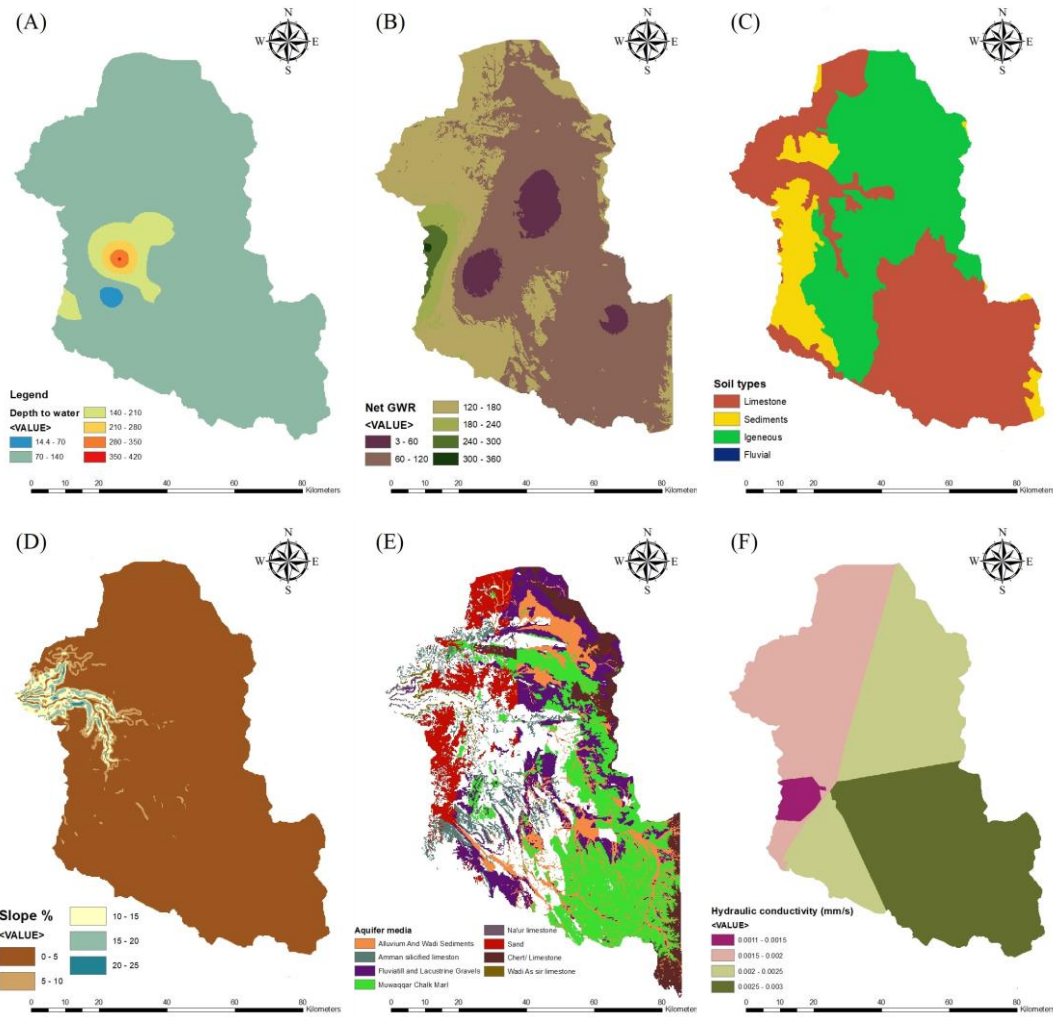 (A)
N
W E
S
Legend
Depth to water
<VALUE>
14.4 - 70
70 - 140
140 - 210
210 - 280
280 - 350
350 - 420
0 10 20 40 60 80
Kilometers
(B)
N
W E
S
Net GWR
<VALUE>
3 - 60
60 - 120
120 - 180
180 - 240
240 - 300
300 - 360
0 10 20 40 60 80
Kilometers
(C)
N
W E
S
Soil types
Limestone
Sediments
Igeneous
Fluvial
0 10 20 40 60 80
Kilometers
(D)
N
W E
S
Slope %
<VALUE>
0 - 5
5 - 10
10 - 15
15 - 20
20 - 25
0 10 20 40 60 80
Kilometers
(E)
N
W E
S
Aquifer media
Alluvium And Wadi Sediments
Amman silicified limeston
Fluviatill and Lacustrine Gravels
Muwaqqar Chalk Marl
Na'ur limestone
Sand
Chert/ Limestone
Wadi As sir limestone
0 10 20 40 60 80
Kilometers
(F)
N
W E
S
Hydraulic conductivity (mm/s)
<VALUE>
0.0011 - 0.0015
0.0015 - 0.002
0.002 - 0.0025
0.0025 - 0.003
0 10 20 40 60 80
Kilometers